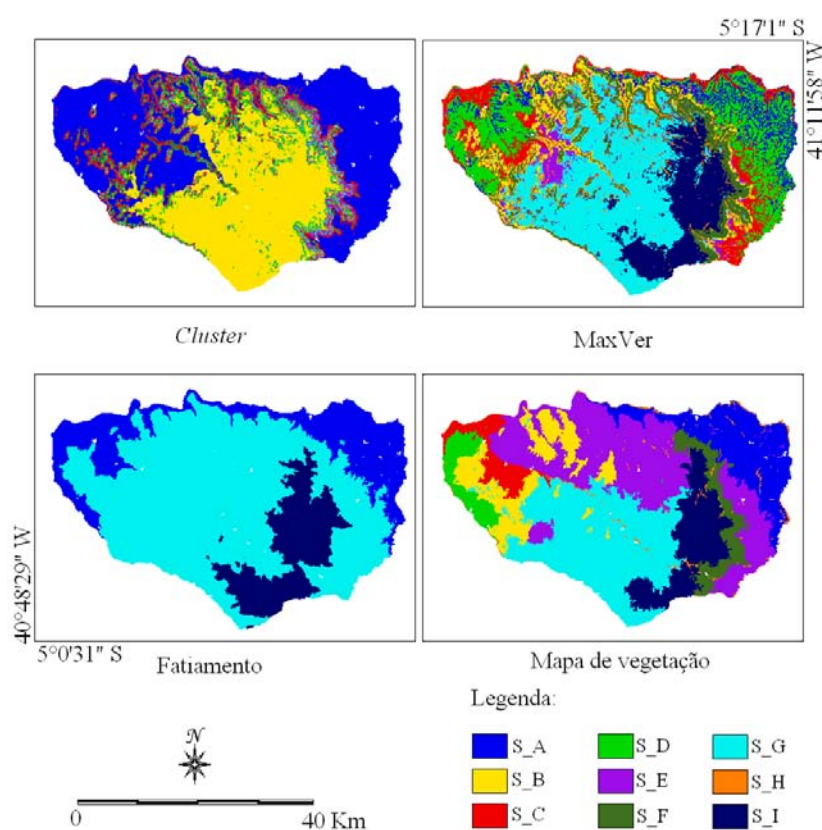 5°17'1" S
41°11'58" W
Cluster
MaxVer
40°48'29" W
5°0'31" S
Fatiamento
Mapa de vegetação
Legenda:
N
0 40 Km
S_A
S_B
S_C
S_D
S_E
S_F
S_G
S_H
S_I